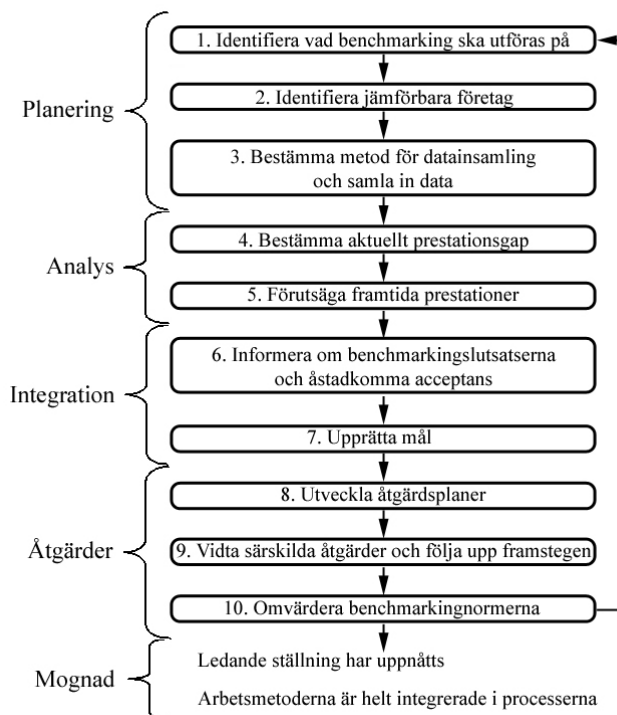 Planering
1. Identifiera vad benchmarking ska utföras på
2. Identifiera jämförbara företag
3. Bestämma metod för datainsamling
och samla in data
Analys
4. Bestämma aktuellt prestationsgap
5. Förutsäga framtida prestationer
Integration
6. Informera om benchmarkingslutsatserna
och åstadkomma acceptans
7. Upprätta mål
Åtgärder
8. Utveckla åtgärdsplaner
9. Vidta särskilda åtgärder och följa upp framstegen
10. Omvärdera benchmarkingnormerna
Mognad
Ledande ställning har uppnåtts
Arbetsmetoderna är helt integrerade i processerna